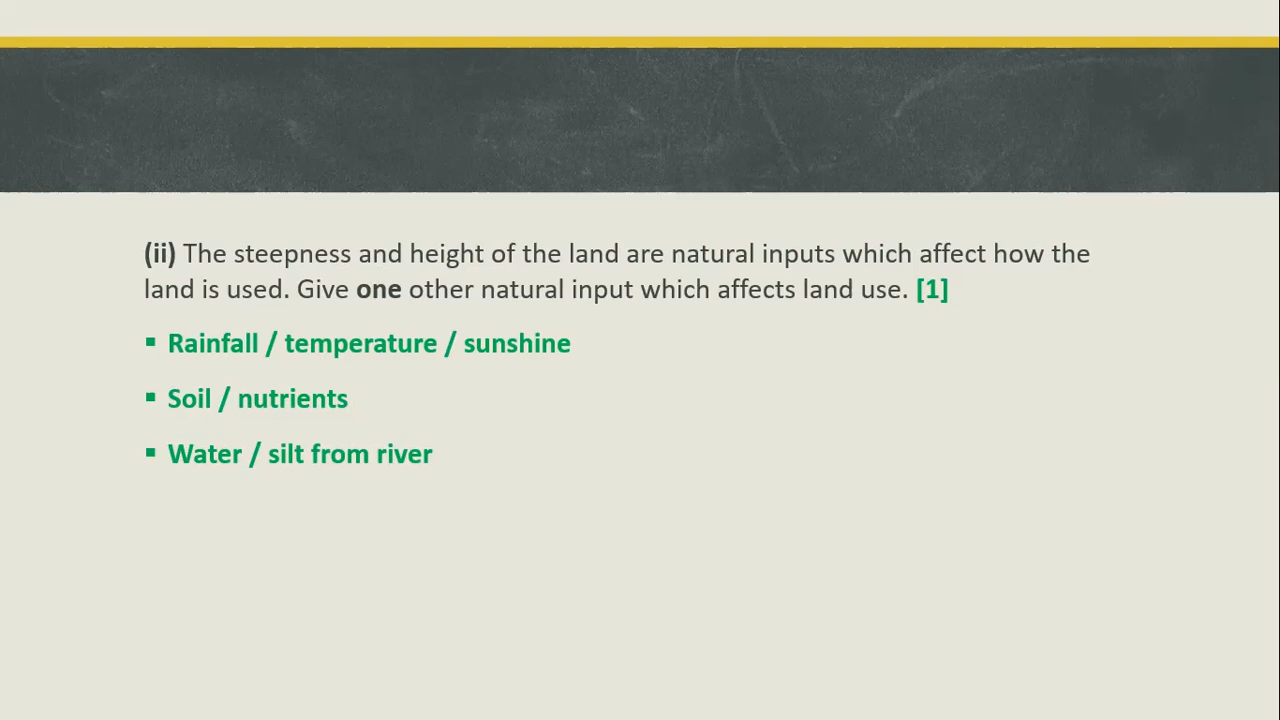 (ii) The steepness and height of the land are natural inputs which affect how the
land is used. Give one other natural input which affects land use. [1]
▪ Rainfall / temperature / sunshine
▪ Soil / nutrients
▪ Water / silt from river